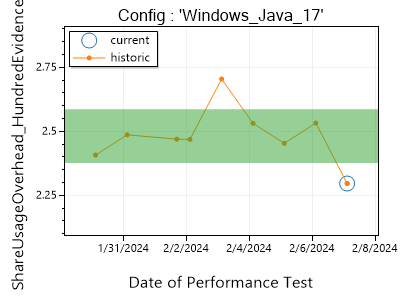 Config : 'Windows_Java_17'
current
historic
ShareUsageOverhead_HundredEvidence
2.75
2.5
2.25
1/31/2024
2/2/2024
2/4/2024
2/6/2024
2/8/2024
Date of Performance Test